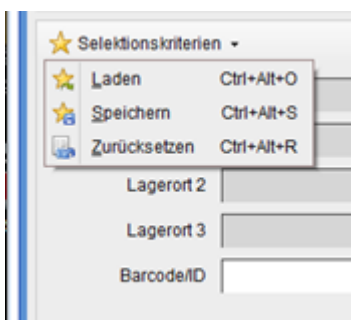 Selektionskriterien
Laden Ctrl+Alt+O
Speichern Ctrl+Alt+S
Zurücksetzen Ctrl+Alt+R
Lagerort 2
Lagerort 3
Barcode/ID